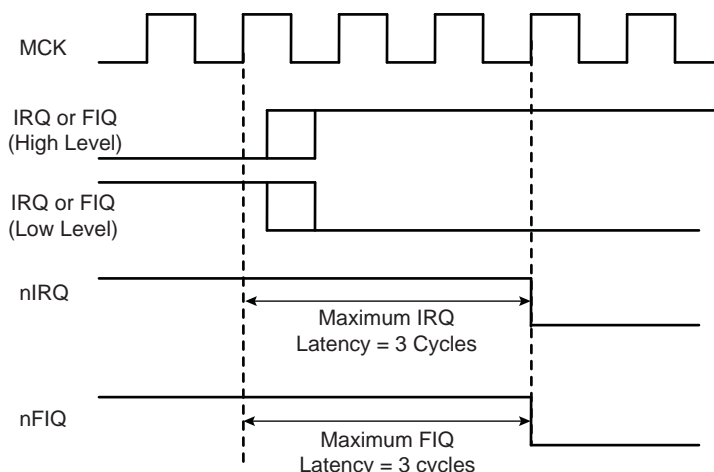 MCK
IRQ or FIQ
(High Level)
IRQ or FIQ
(Low Level)
nIRQ
Maximum IRQ
Latency = 3 Cycles
nFIQ
Maximum FIQ
Latency = 3 cycles